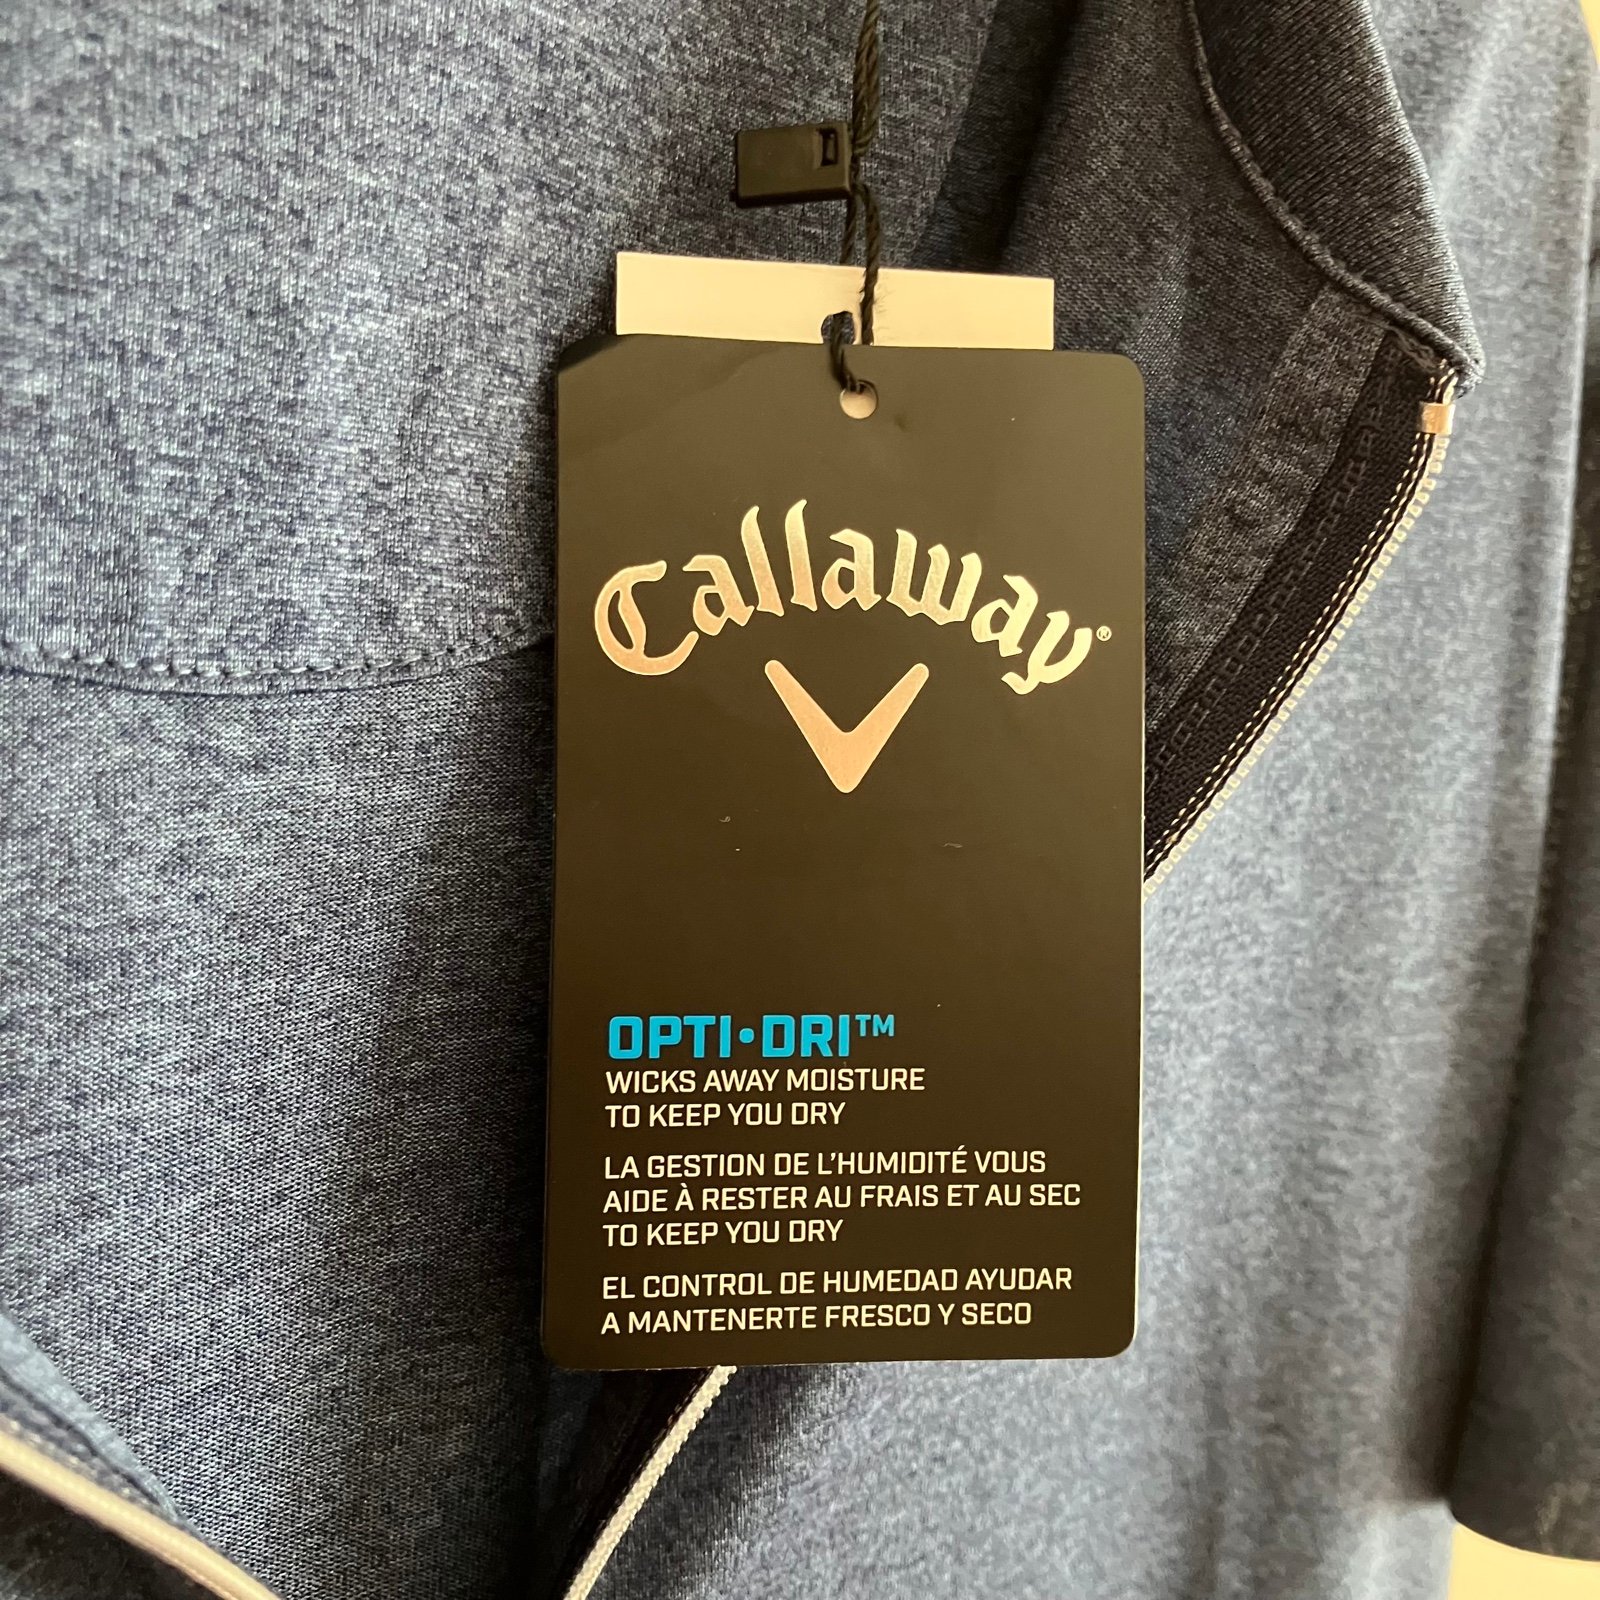 Callaway®
OPTI•DRI™
WICKS AWAY MOISTURE
TO KEEP YOU DRY
LA GESTION DE L'HUMIDITÉ VOUS
AIDE À RESTER AU FRAIS ET AU SEC
TO KEEP YOU DRY
EL CONTROL DE HUMEDAD AYUDAR
A MANTENERTE FRESCO Y SECO